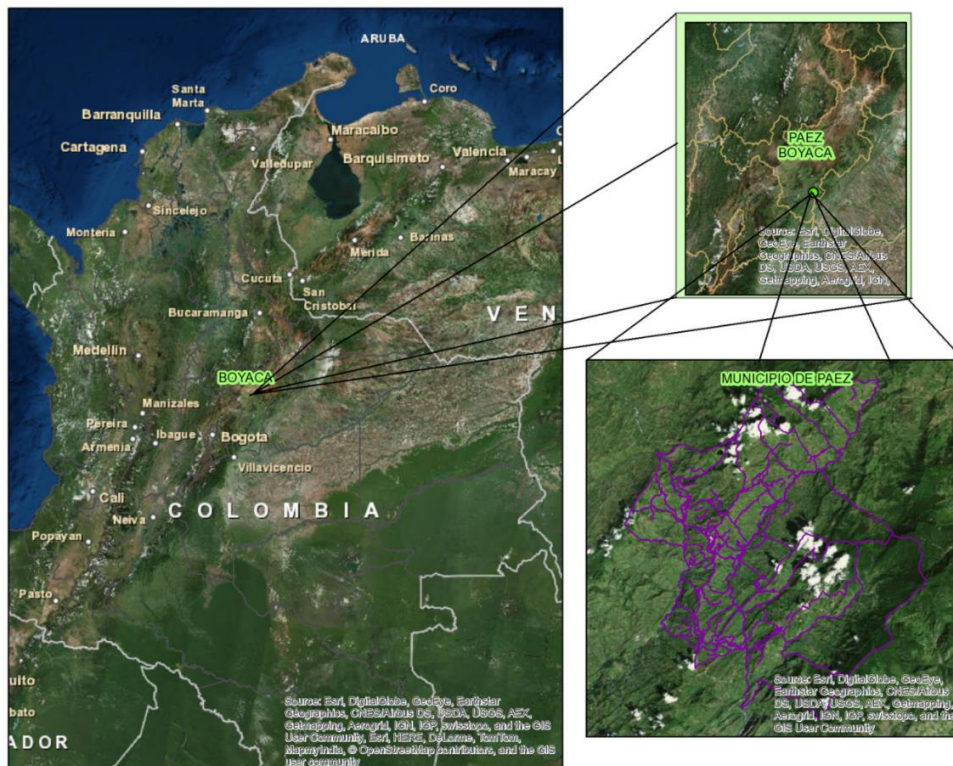 ARUBA
Santa
Marta
Barranquilla
Coro
Cartagena
Maracaibo
Valledupar
Barquisimeto
Valencia
Maracay
Sincelejo
Monteria
Merida
Barinas
Cucuta
San
Cristobal
Bucaramanga
VEN
Medellin
BOYACA
Manizales
Pereira
Armenia
Ibague
Bogota
Villavicencio
Cali
COLOMBIA
Neiva
Popayan
Pasto
uito
bato
ADOR
Source: Esri, DigitalGlobe, GeoEye, Earthstar
Geographics, CNES/Airbus DS, USDA, USGS, AEX,
Getmapping, Aerogrid, IGN, IGP, swisstopo, and the GIS
User Community, Esri, HERE, DeLorme, TomTom,
MapmyIndia, © OpenStreetMap contributors, and the GIS
user community
PAEZ
BOYACA
Source: Esri, DigitalGlobe,
GeoEye, Earthstar
Geographics, CNES/Airbus
DS, USDA, USGS, AEX,
Getmapping, Aerogrid, IGN,
MUNICIPIO DE PAEZ
Source: Esri, DigitalGlobe, GeoEye,
Earthstar Geographics, CNES/Airbus
DS, USDA, USGS, AEX, Getmapping,
Aerogrid, IGN, IGP, swisstopo, and the
GIS User Community